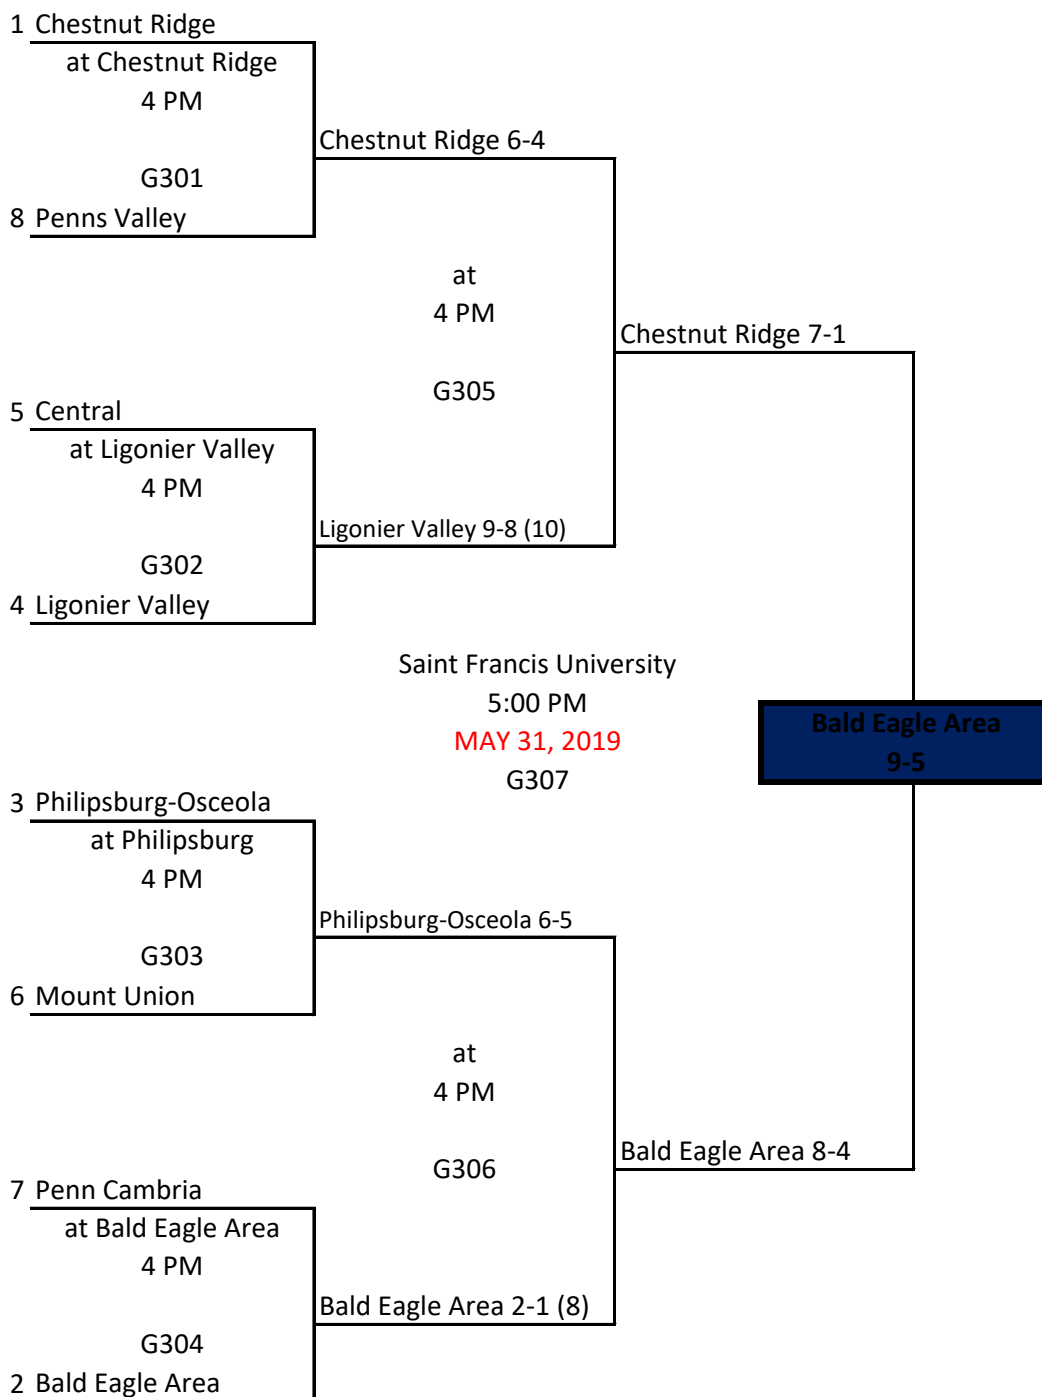 1 Chestnut Ridge
at Chestnut Ridge
4 PM
Chestnut Ridge 6-4
G301
8 Penns Valley
at
4 PM
Chestnut Ridge 7-1
G305
5 Central
at Ligonier Valley
4 PM
Ligonier Valley 9-8 (10)
G302
4 Ligonier Valley
Saint Francis University
5:00 PM
MAY 31, 2019
G307
Bald Eagle Area
9-5
3 Philipsburg-Osceola
at Philipsburg
4 PM
Philipsburg-Osceola 6-5
G303
6 Mount Union
at
4 PM
Bald Eagle Area 8-4
G306
7 Penn Cambria
at Bald Eagle Area
4 PM
Bald Eagle Area 2-1 (8)
G304
2 Bald Eagle Area